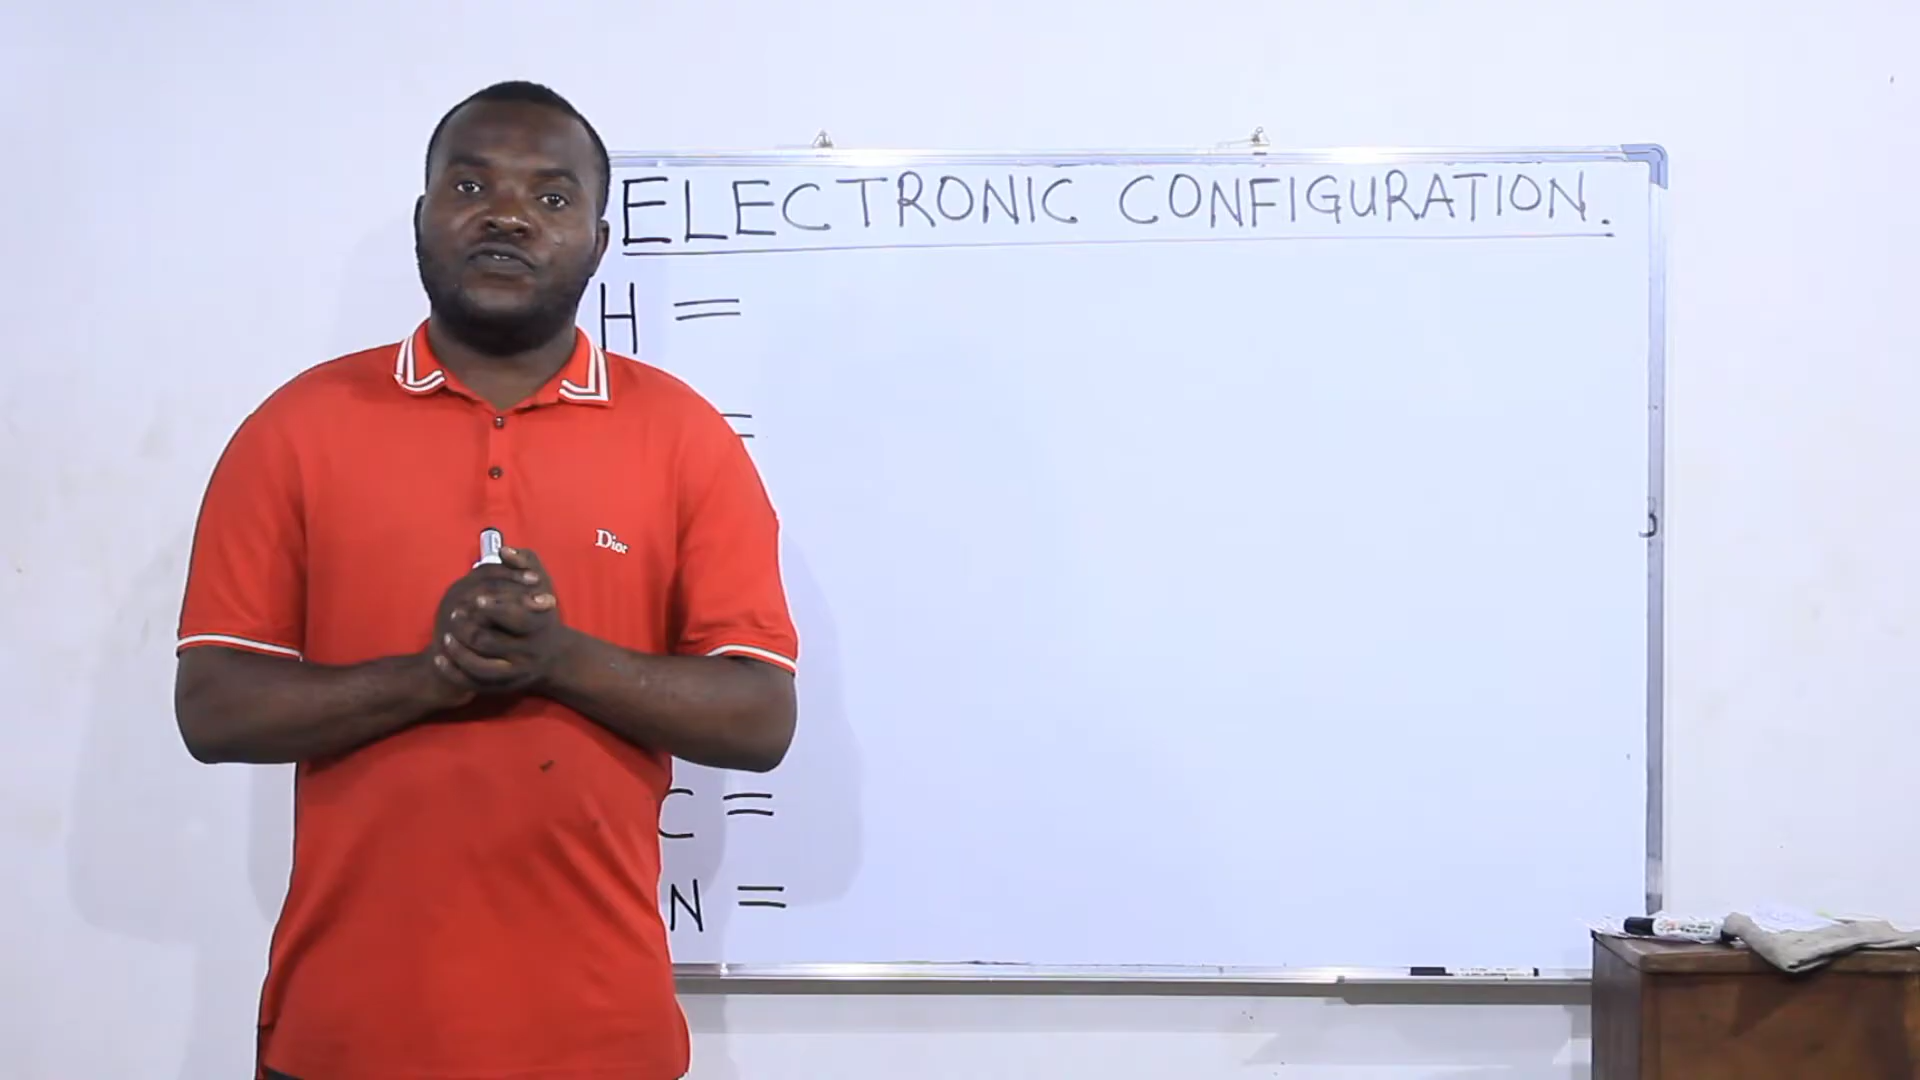 ELECTRONIC CONFIGURATION.
H =
=
Dior
C =
N =